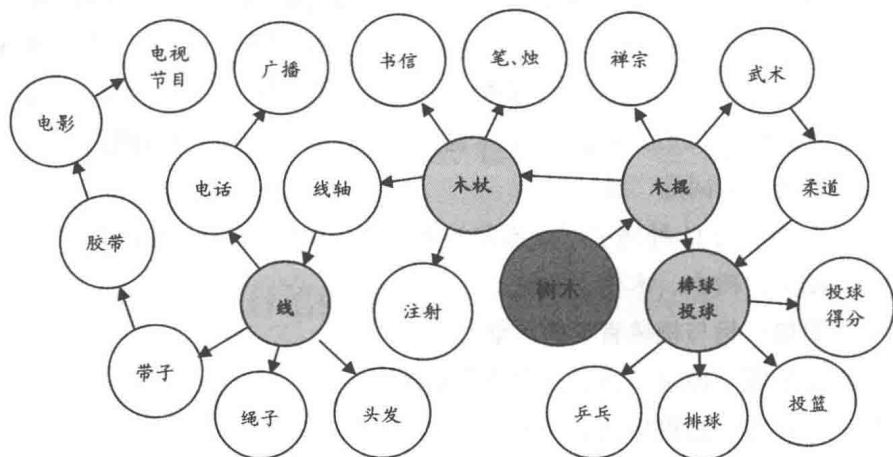 电视
节目
广播
书信
笔、烛
禅宗
武术
电影
电话
线轴
木杖
木棍
柔道
胶带
线
注射
树木
棒球
投球
投球
得分
带子
绳子
头发
乒乓
排球
投篮